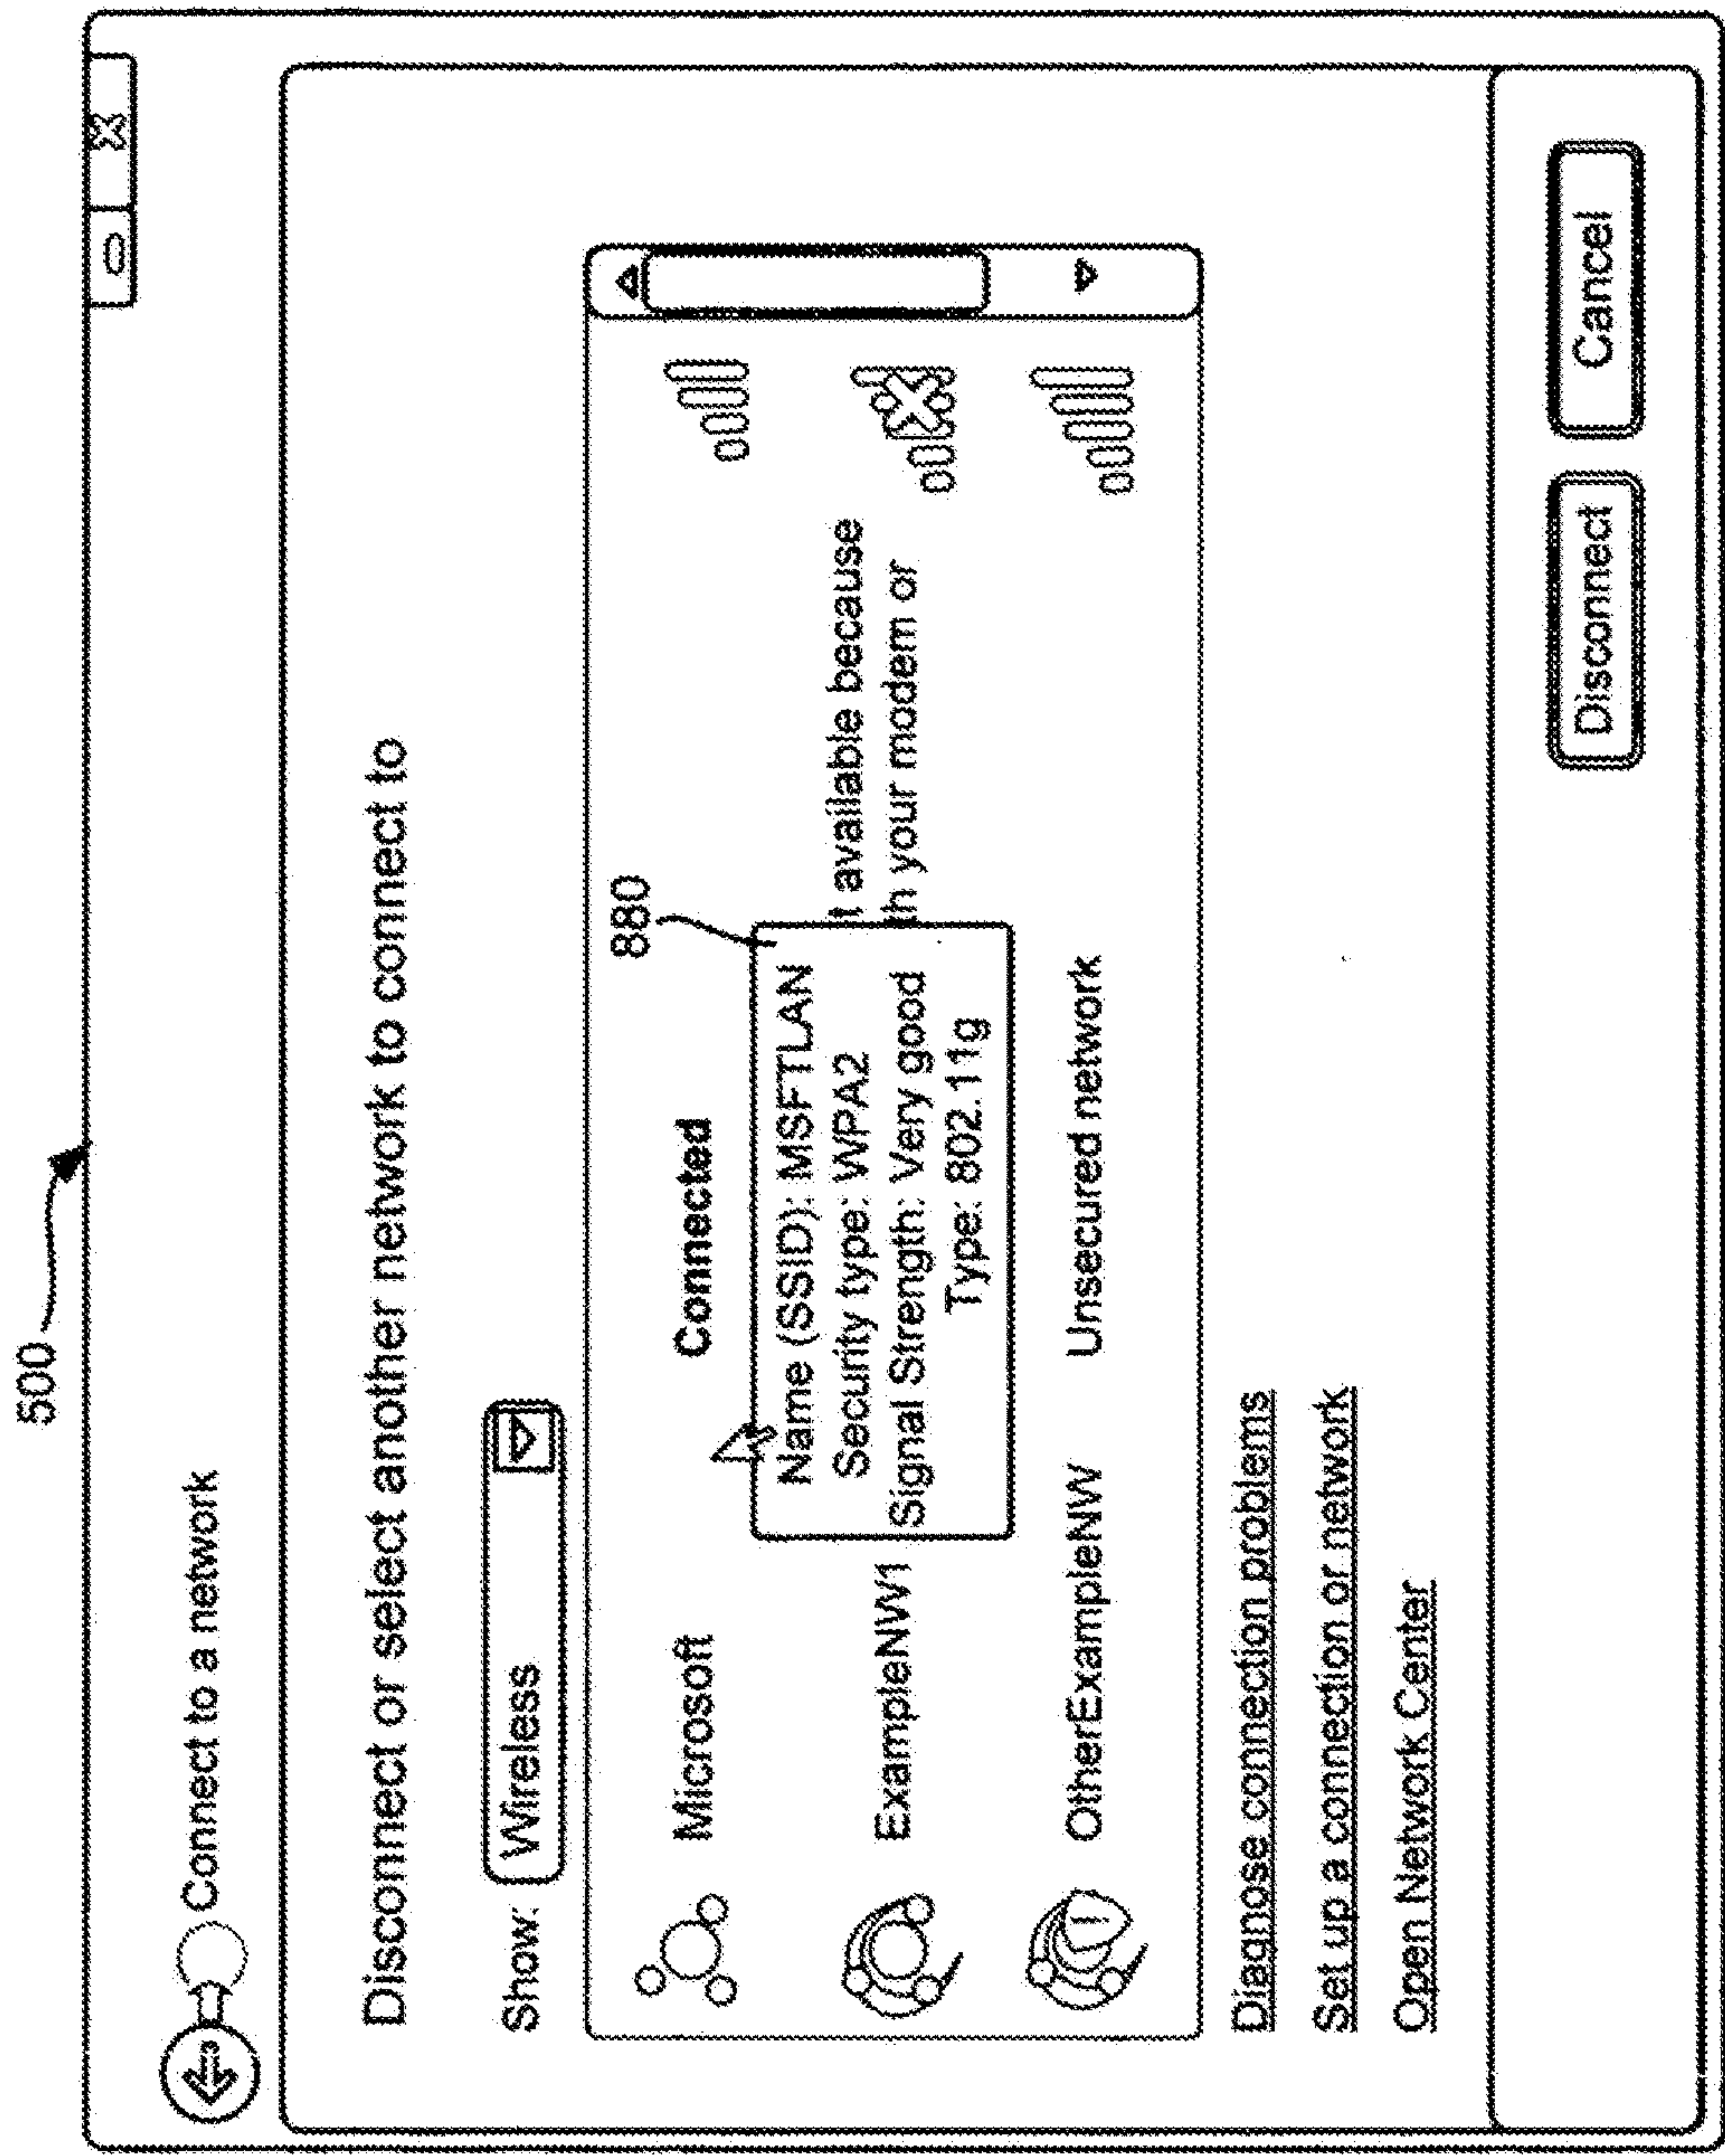 500
Connect to a network
Disconnect or select another network to connect to
Show: Wireless
Microsoft Connected
880
Name (SSID): MSFTLAN
Security type: WPA2
Signal Strength: Very good
Type: 802.11g
ExampleNW1
t available because
th your modem or
OtherExampleNW Unsecured network
Diagnose connection problems
Set up a connection or network
Open Network Center
Disconnect Cancel